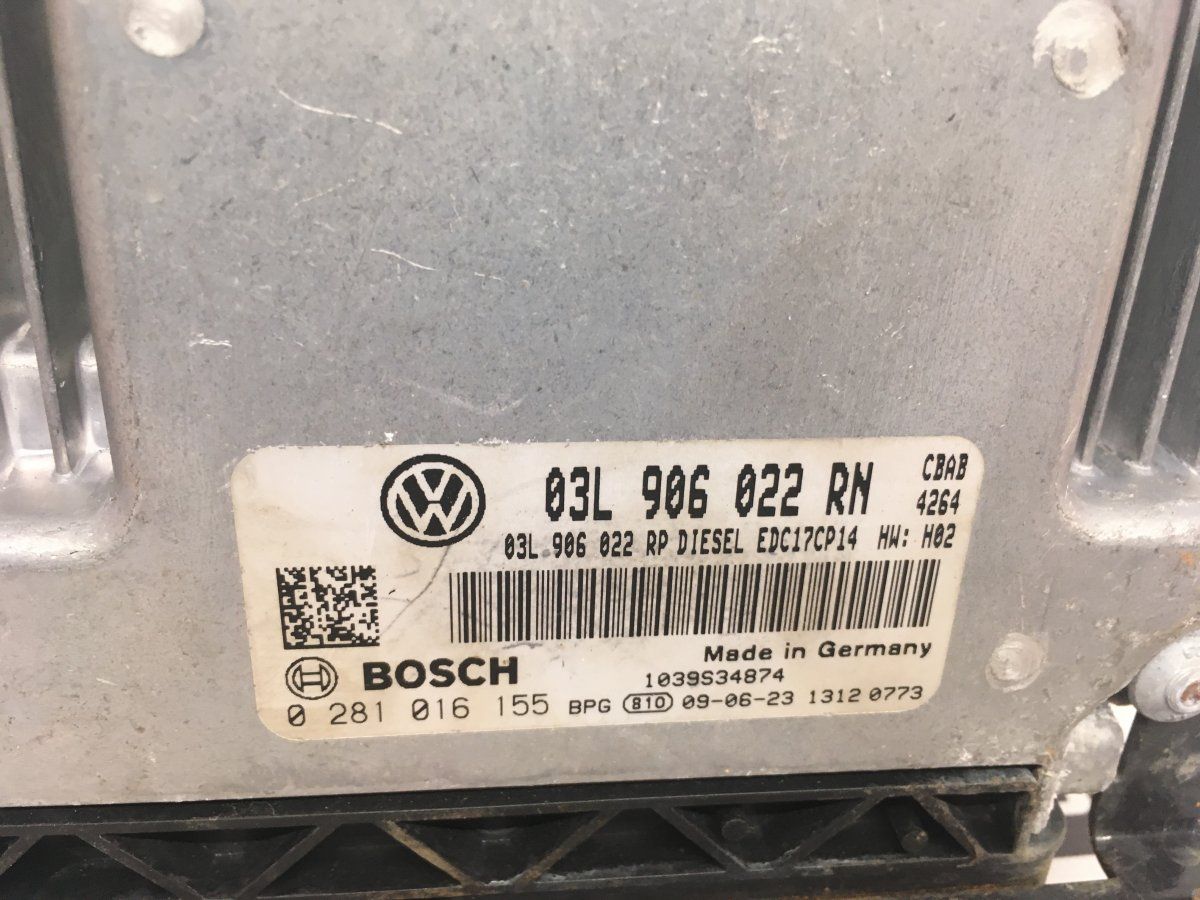 03L 906 022 RN
CBAB
4264
03L 906 022 RP DIESEL EDC17CP14 HW: H02
Made in Germany
BOSCH
1039S34874
0 281 016 155 BPG 810 09-06-23 1312 0773